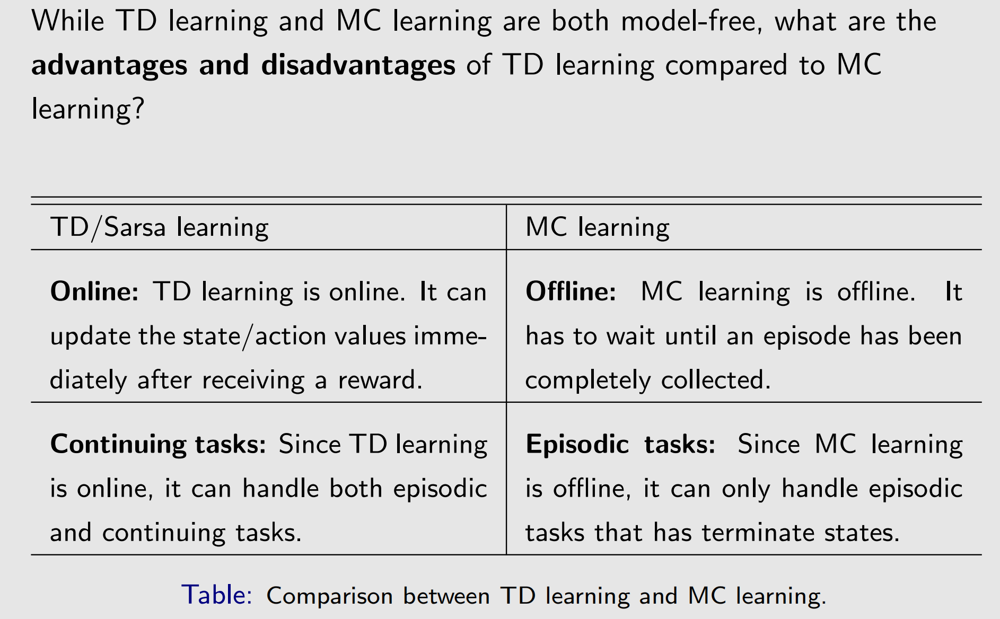 While TD learning and MC learning are both model-free, what are the
advantages and disadvantages of TD learning compared to MC
learning?
TD/Sarsa learning
MC learning
Online: TD learning is online. It can
update the state/action values imme-
diately after receiving a reward.
Offline: MC learning is offline. It
has to wait until an episode has been
completely collected.
Continuing tasks: Since TD learning
is online, it can handle both episodic
and continuing tasks.
Episodic tasks: Since MC learning
is offline, it can only handle episodic
tasks that has terminate states.
Table: Comparison between TD learning and MC learning.